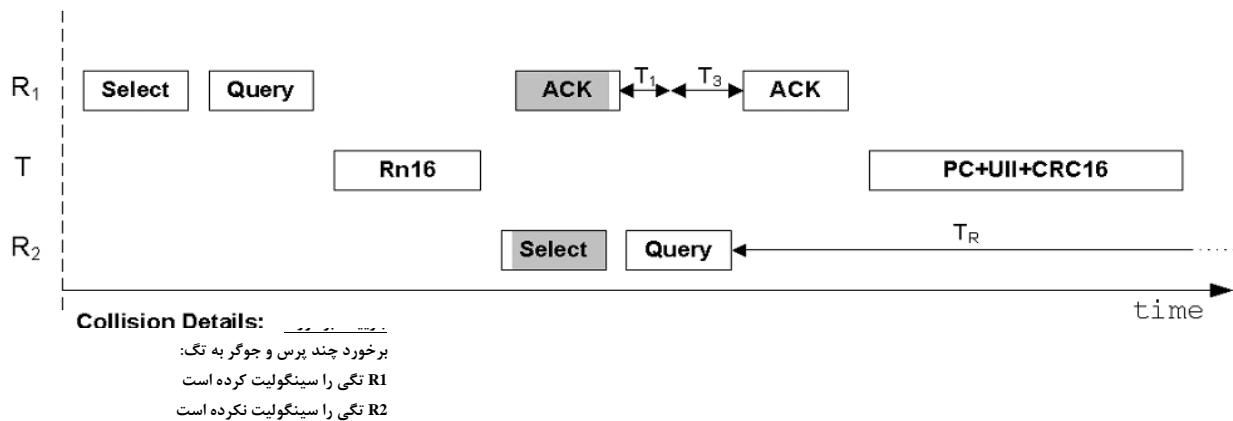 R1 Select Query ACK T1 T3 ACK
T Rn16 PC+UII+CRC16
R2 Select Query TR
time
Collision Details:
برخورد چند پرس و جوگر به تگ:
R1 تگی را سینگولیت کرده است
R2 تگی را سینگولیت نکرده است